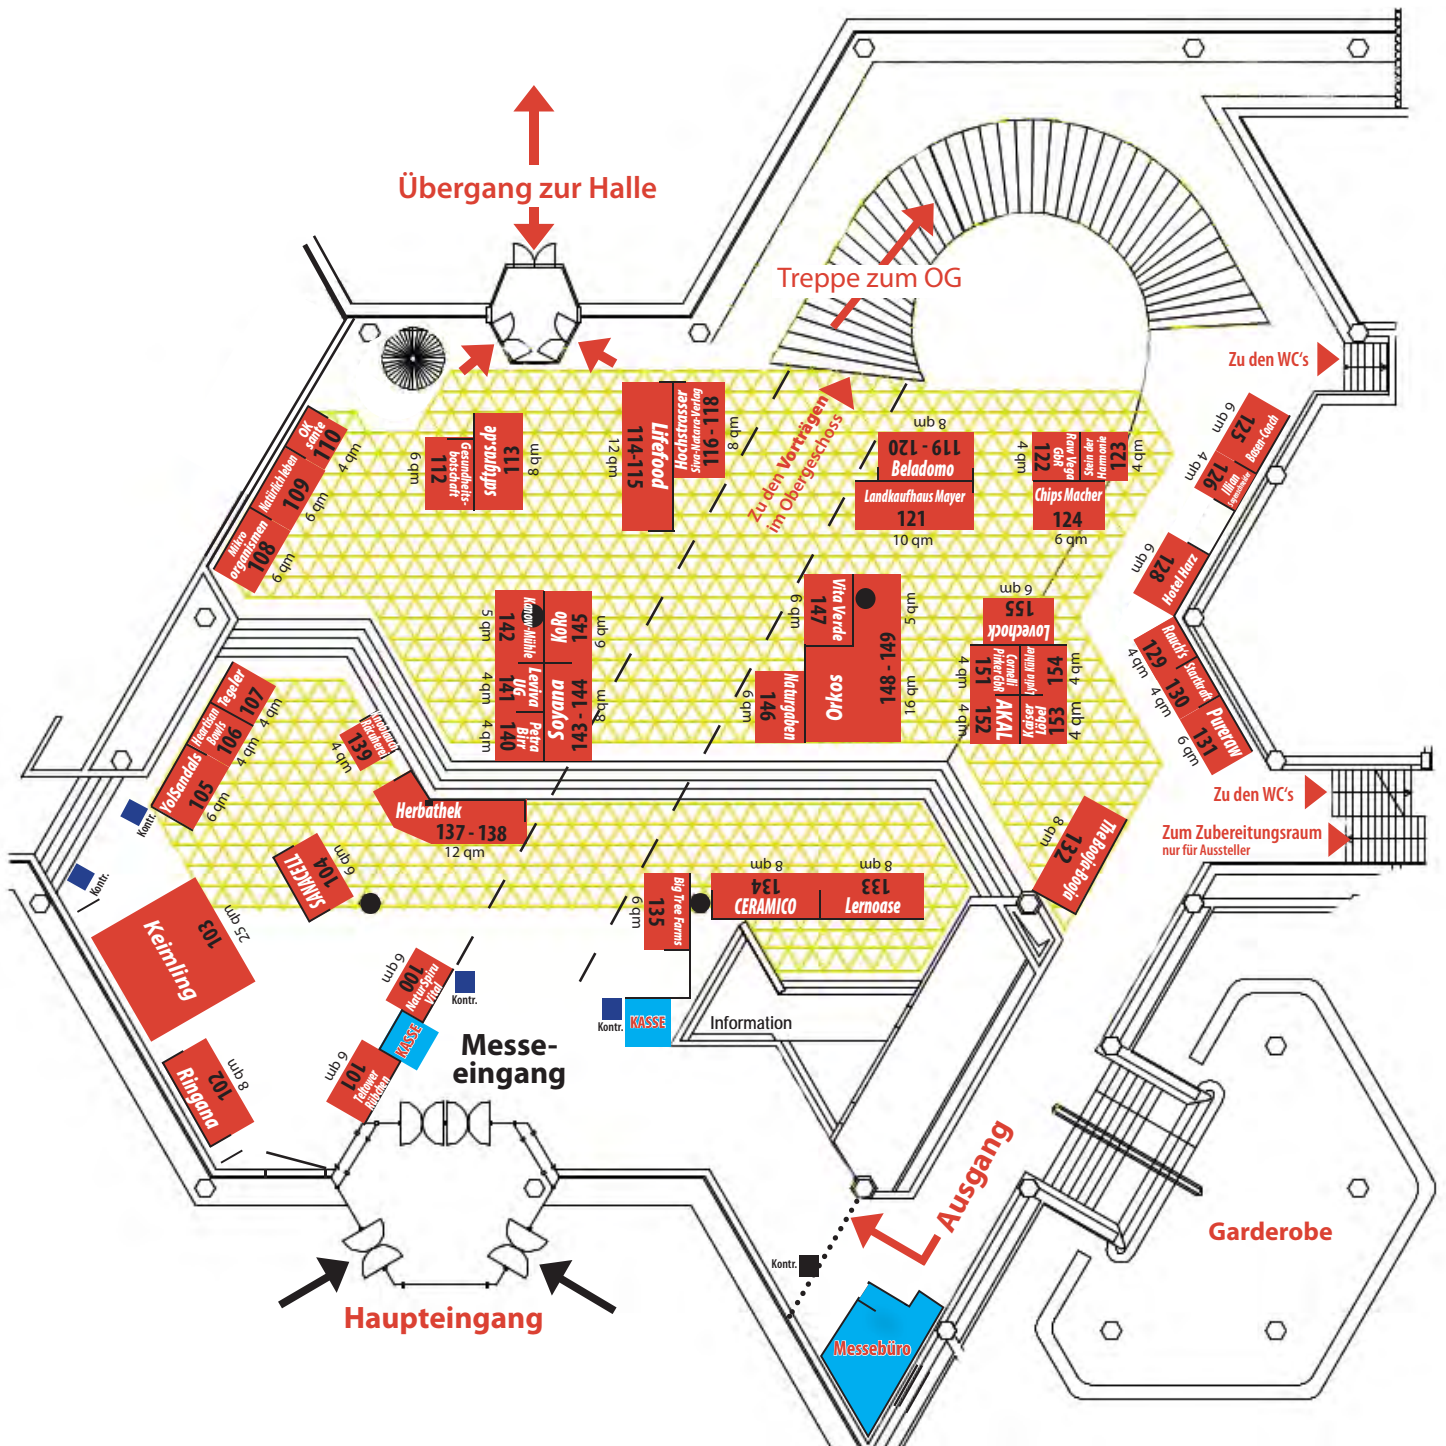 Übergang zur Halle
Treppe zum OG
Zu den WC's
Zu den Vorträgen
im Obergeschoss
OK
sante
110
4 qm
Natürlich leben
109
6 qm
Mikro
organismen
108
6 qm
Gesundheits-
botschaft
112
6 qm
113
8 qm
Lifefood
114-115
12 qm
Hochstrasser
Siva-Natara-Verlag
116 - 118
8 qm
8 qm
119 - 120
Beladomo
Landkaufhaus Mayer
121
10 qm
Raw Vega
GbR
122
4 qm
Stein der
Harmonie
123
4 qm
Chips Macher
124
6 qm
6 qm
125
Basen-Coach
4 qm
126
Illian
6 qm
128
Hotel Harz
Rauch's
129
4 qm
Startkraft
130
4 qm
Pureraw
131
6 qm
Kanow-Mühle
142
5 qm
KoRo
145
6 qm
Leviva
UG
141
4 qm
Petra
Birr
140
4 qm
Soyana
143 - 144
8 qm
Vita Verde
147
6 qm
5 qm
Naturgaben
146
6 qm
Orkos
148 - 149
16 qm
6 qm
155
Lovechock
Cornell
Pirker GbR
151
4 qm
154
4 qm
AKAL
152
4 qm
Kaiser
Löbel
153
4 qm
Tegeler
107
4 qm
Heartisan
Bowls
106
4 qm
YolSandals
105
6 qm
Knoblauch
Räucherei
139
4 qm
Herbathek
137 - 138
12 qm
Kontr.
Kontr.
6 qm
104
SANACELL
Keimling
103
25 qm
Ringana
102
8 qm
6 qm
100
Natur Spiru
Vital
Kontr.
KASSE
6 qm
101
Teltower
Rübchen
Messe-
eingang
Big Tree Farms
135
6 qm
8 qm
134
CERAMICO
8 qm
133
Lernoase
8 qm
132
The Booja-Booja
Zu den WC's
Zum Zubereitungsraum
nur für Aussteller
Kontr.
KASSE
Information
Ausgang
Kontr.
Messebüro
Garderobe
Haupteingang